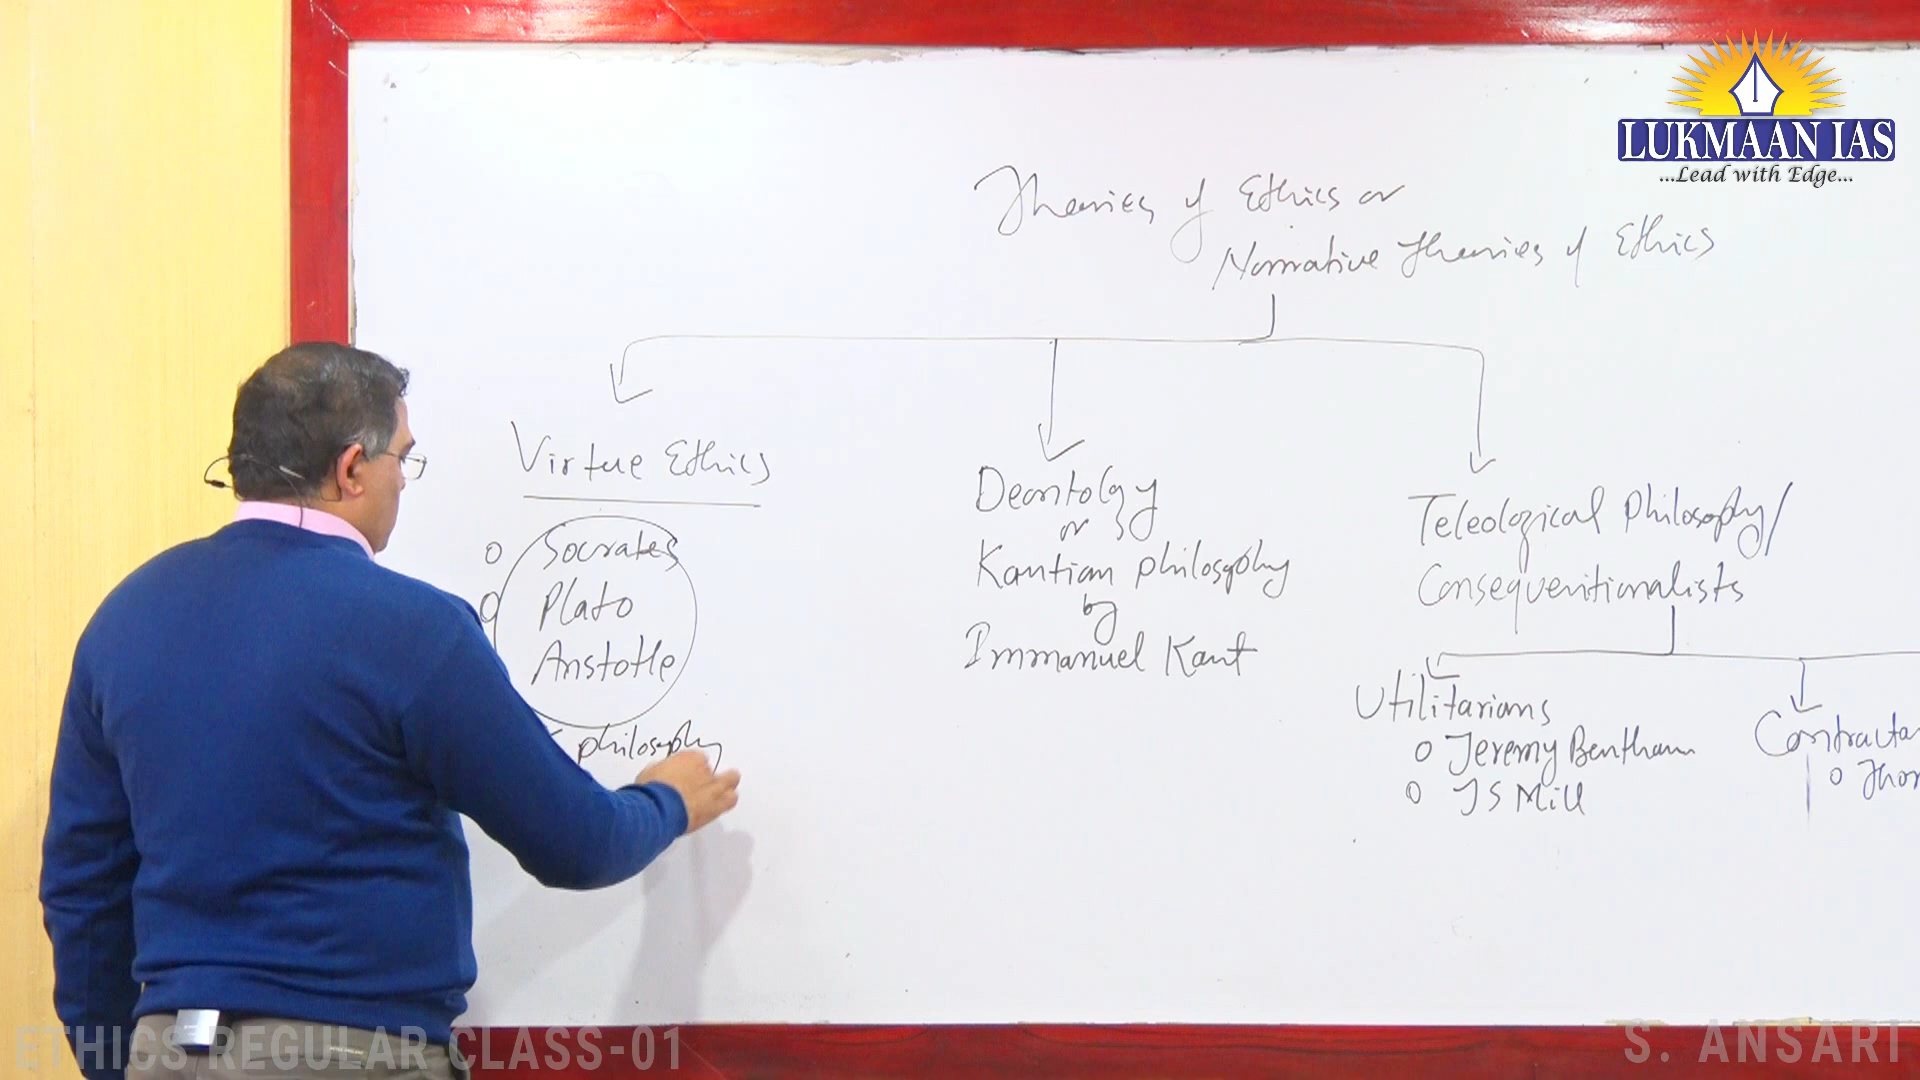 LUKMAAN IAS
...Lead with Edge...
Theories of Ethics or
Normative Theories of Ethics
Virtue Ethics
Socrates
Plato
Aristotle
philosophy
Deontology
or
Kantian philosophy
by
Immanuel Kant
Teleological Philosophy/
Consequentionalists
Utilitarians
Jeremy Bentham
JS Mill
ETHICS REGULAR CLASS-01
S. ANSARI